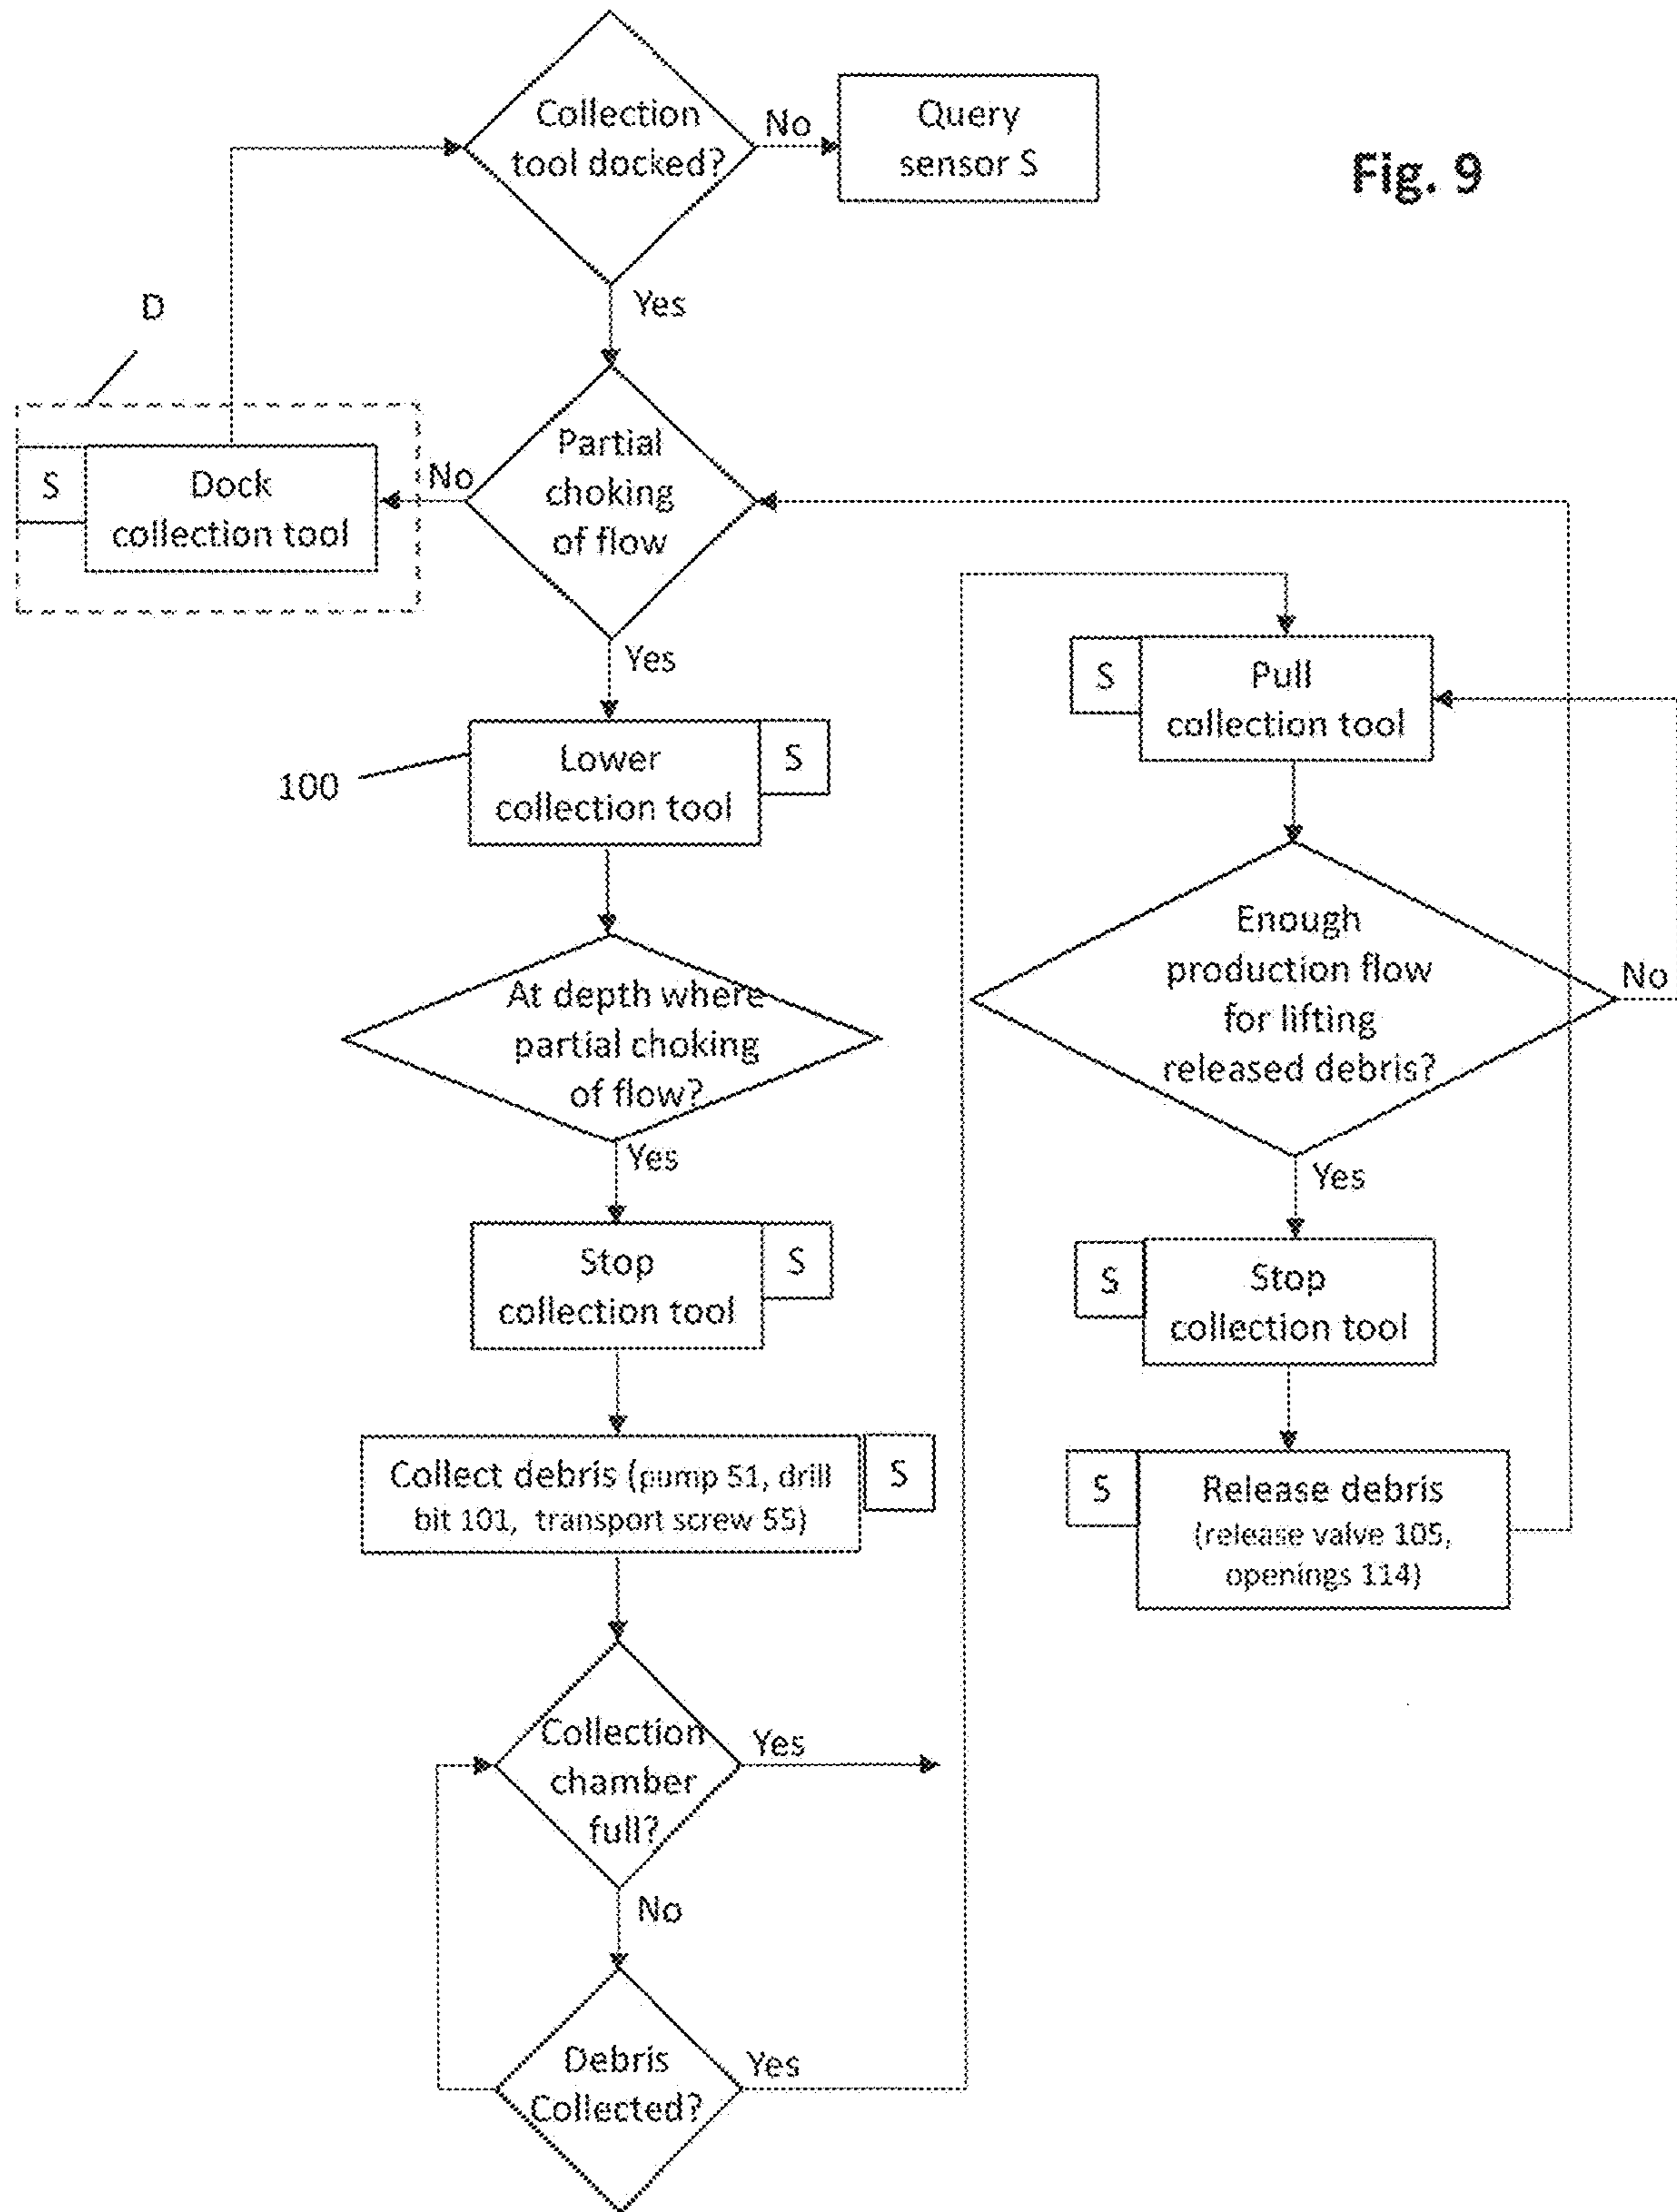 Collection
tool docked?
No
Query
sensor S
Fig. 9
Yes
D
Partial
choking
of flow
No
S
Dock
collection tool
Yes
100
Lower
collection tool
S
At depth where
partial choking
of flow?
Yes
Stop
collection tool
S
Collect debris (pump 51, drill
bit 101, transport screw 55)
S
Collection
chamber
full?
Yes
No
Debris
Collected?
Yes
S
Pull
collection tool
Enough
production flow
for lifting
released debris?
No
Yes
S
Stop
collection tool
S
Release debris
(release valve 105,
openings 114)